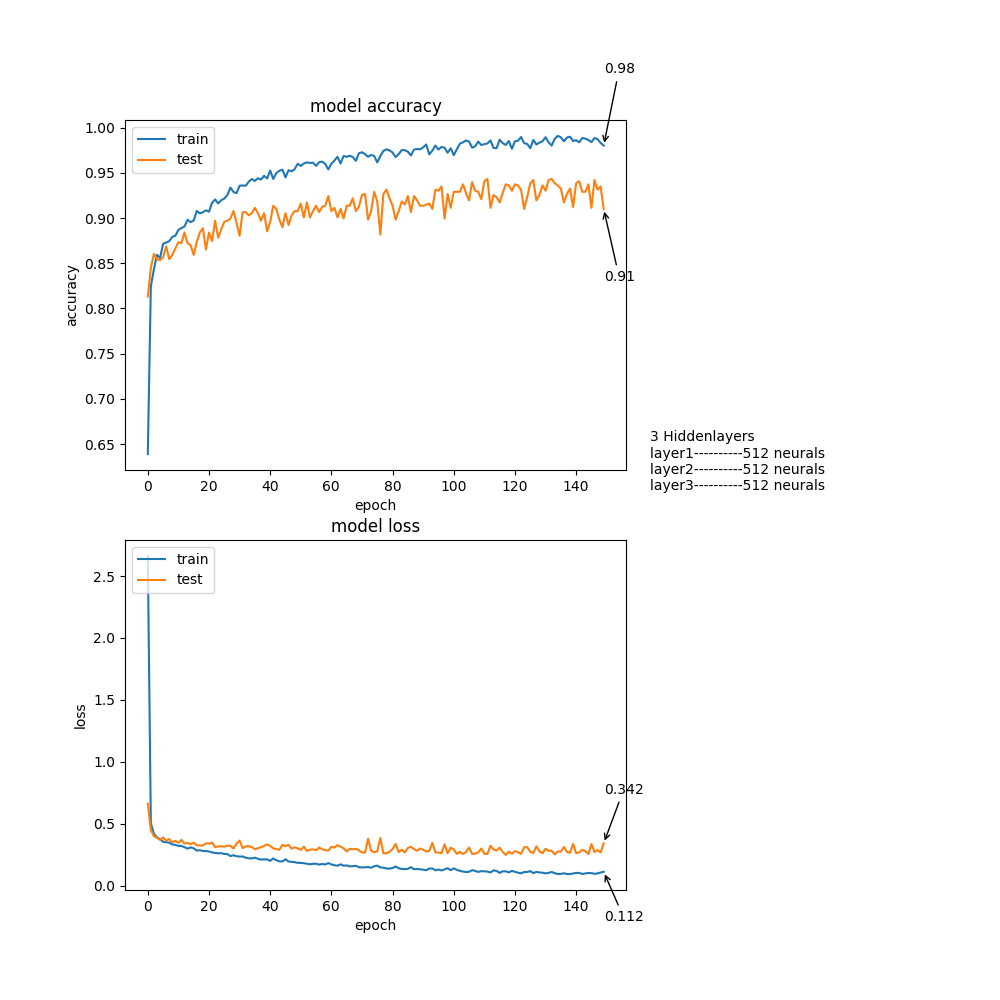 0.98
model accuracy
train
test
1.00
0.95
0.90
0.85
0.80
0.75
0.70
0.65
accuracy
0.91
0 20 40 60 80 100 120 140
epoch
3 Hiddenlayers
layer1----------512 neurals
layer2----------512 neurals
layer3----------512 neurals
model loss
train
test
2.5
2.0
1.5
1.0
0.5
0.0
loss
0.342
0 20 40 60 80 100 120 140
epoch
0.112